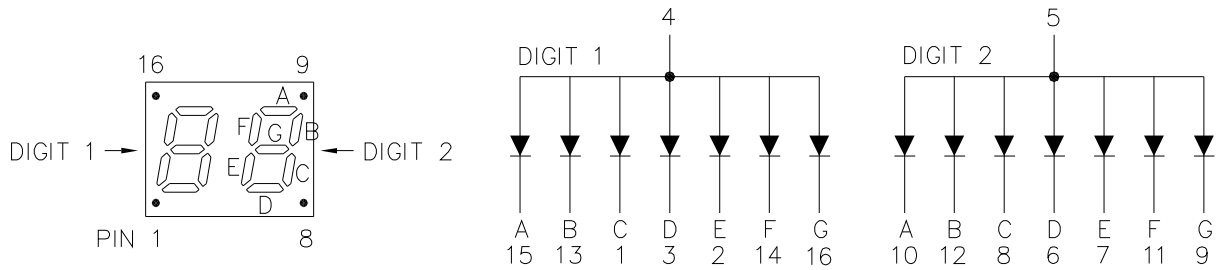 16 9
A
F B
G
DIGIT 1 DIGIT 2
E C
D
PIN 1 8
4
DIGIT 1
A B C D E F G
15 13 1 3 2 14 16
5
DIGIT 2
A B C D E F G
10 12 8 6 7 11 9